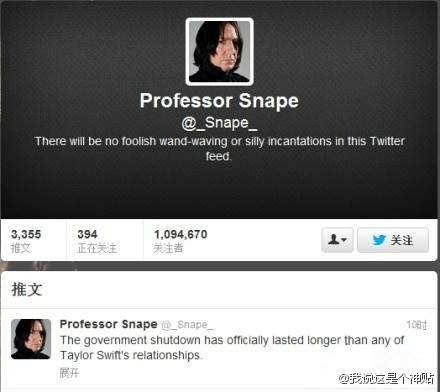 Professor Snape
@_Snape_
There will be no foolish wand-waving or silly incantations in this Twitter
feed.
3,355
推文
394
正在关注
1,094,670
关注者
关注
推文
Professor Snape @_Snape_
10时
The government shutdown has officially lasted longer than any of
Taylor Swift's relationships.
展开
@我说这是个神贴